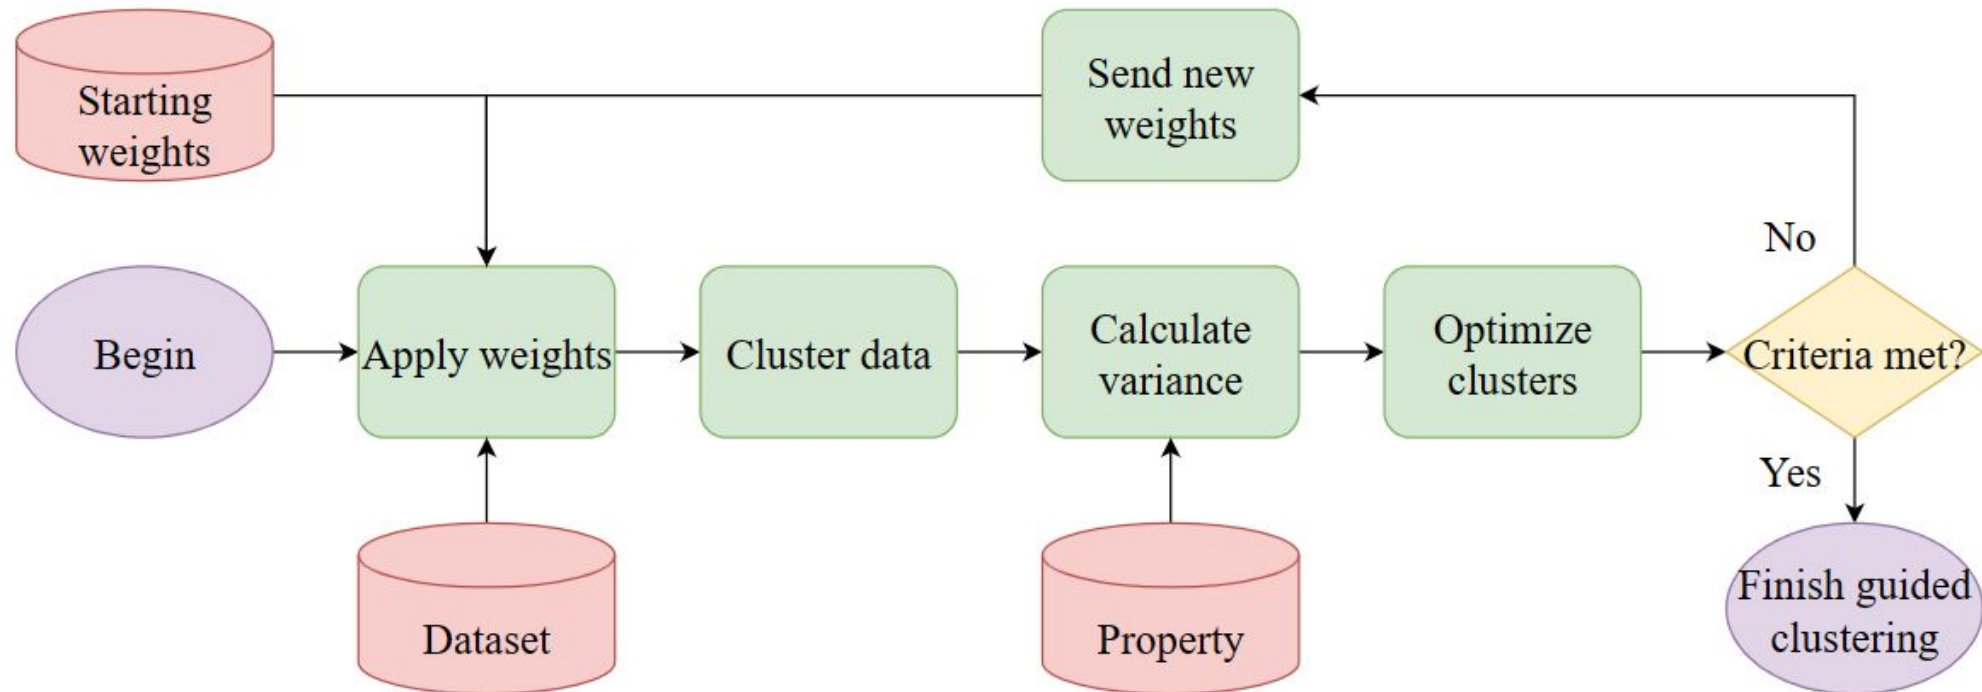 Starting
weights
Send new
weights
No
Begin
Apply weights
Cluster data
Calculate
variance
Optimize
clusters
Criteria met?
Yes
Dataset
Property
Finish guided
clustering